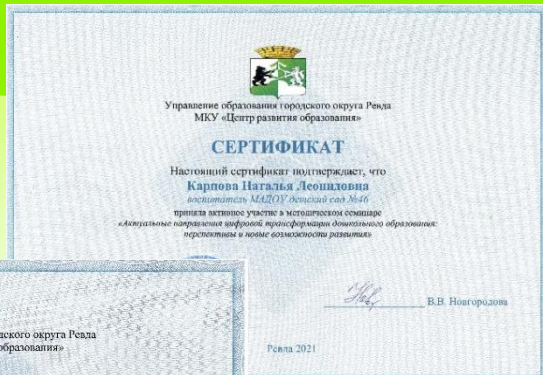 Управление образования городского округа Ревда
МКУ «Центр развития образования»
СЕРТИФИКАТ
Настоящий сертификат подтверждает, что
Карпова Наталья Леонидовна
воспитатель МАДОУ детский сад №46
приняла активное участие в методическом семинаре
«Актуальные направления цифровой трансформации дошкольного образования:
перспективы и новые возможности развития»
В.В. Новгородова
Ревда 2021
дского округа Ревда
образования»